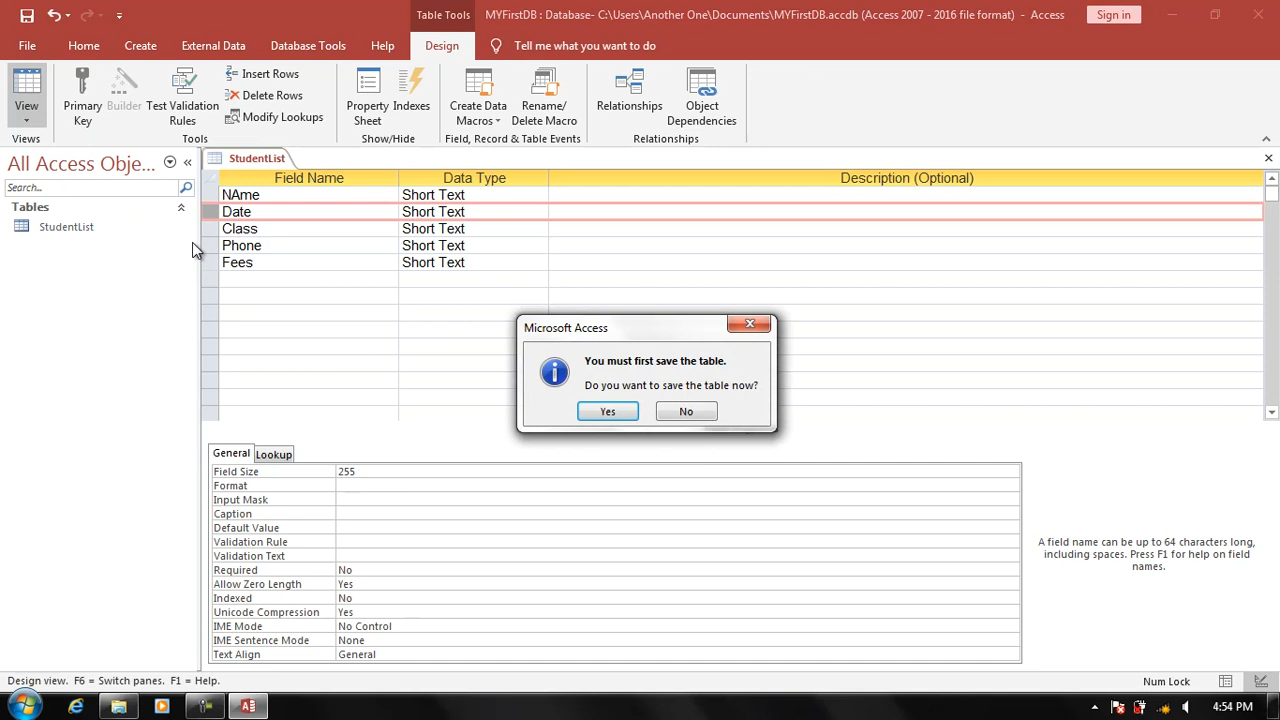 Table Tools
MYFirstDB : Database- C:\Users\Another One\Documents\MYFirstDB.accdb (Access 2007 - 2016 file format) - Access
Sign in
File Home Create External Data Database Tools Help Design Tell me what you want to do
View
Primary Key
Builder
Test Validation Rules
Insert Rows
Delete Rows
Modify Lookups
Property Sheet
Indexes
Create Data Macros
Rename/ Delete Macro
Relationships
Object Dependencies
Views Tools Show/Hide Field, Record & Table Events Relationships
All Access Obje...
Search...
Tables
StudentList
StudentList
Field Name Data Type Description (Optional)
NAme Short Text
Date Short Text
Class Short Text
Phone Short Text
Fees Short Text
Microsoft Access
You must first save the table.
Do you want to save the table now?
Yes No
General Lookup
Field Size 255
Format
Input Mask
Caption
Default Value
Validation Rule
Validation Text
Required No
Allow Zero Length Yes
Indexed No
Unicode Compression Yes
IME Mode No Control
IME Sentence Mode None
Text Align General
A field name can be up to 64 characters long,
including spaces. Press F1 for help on field
names.
Design view. F6 = Switch panes. F1 = Help.
Num Lock
4:54 PM